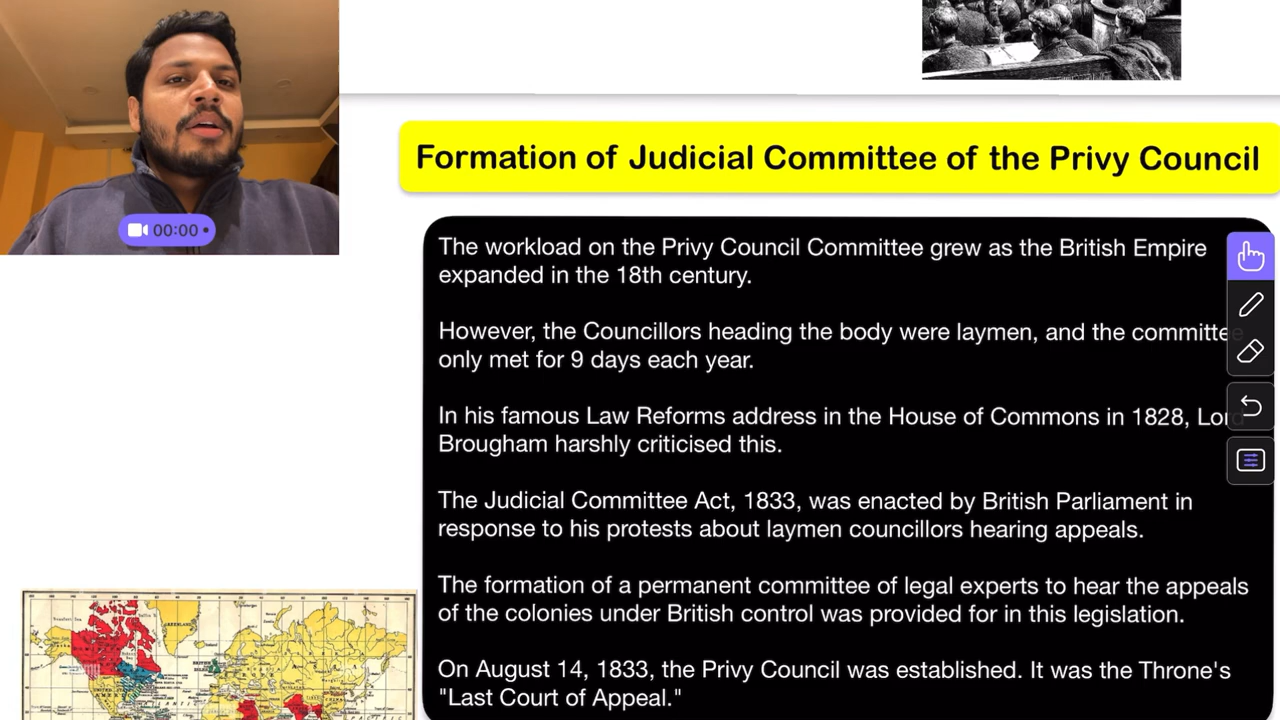 00:00
Formation of Judicial Committee of the Privy Council
The workload on the Privy Council Committee grew as the British Empire
expanded in the 18th century.
However, the Councillors heading the body were laymen, and the committee
only met for 9 days each year.
In his famous Law Reforms address in the House of Commons in 1828, Lord
Brougham harshly criticised this.
The Judicial Committee Act, 1833, was enacted by British Parliament in
response to his protests about laymen councillors hearing appeals.
The formation of a permanent committee of legal experts to hear the appeals
of the colonies under British control was provided for in this legislation.
On August 14, 1833, the Privy Council was established. It was the Throne's
"Last Court of Appeal."
GREENLAND